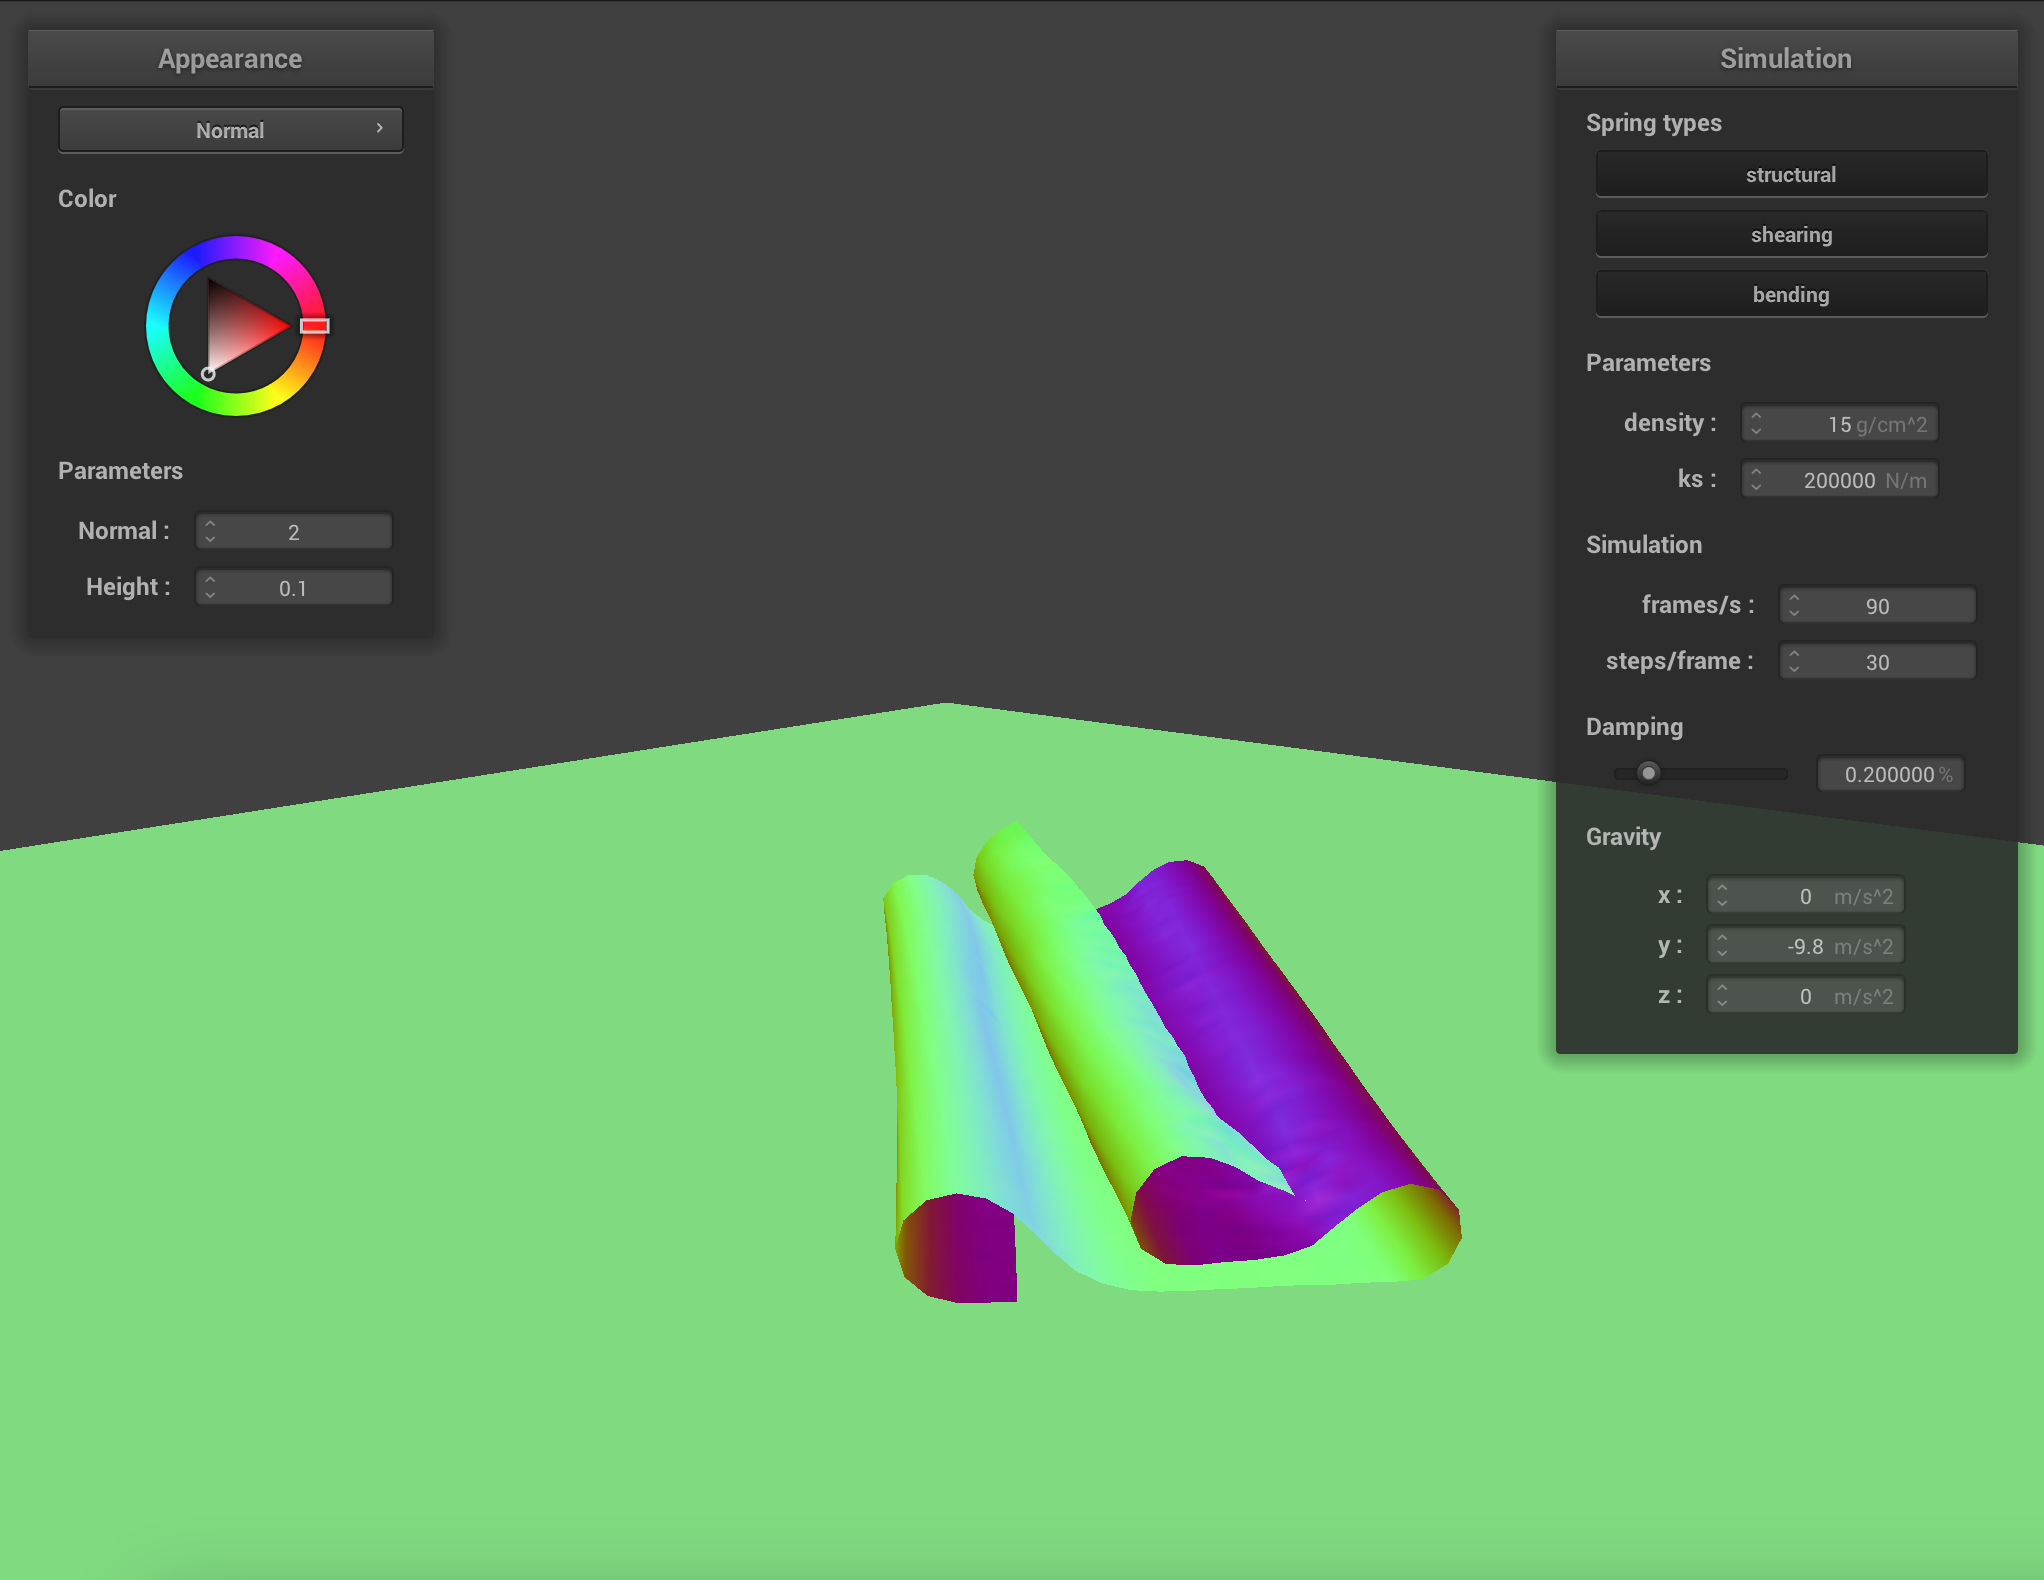 Appearance
Normal
Color
Parameters
Normal : 2
Height : 0.1
Simulation
Spring types
structural
shearing
bending
Parameters
density : 15 g/cm^2
ks : 200000 N/m
Simulation
frames/s : 90
steps/frame : 30
Damping
0.200000 %
Gravity
x : 0 m/s^2
y : -9.8 m/s^2
z : 0 m/s^2